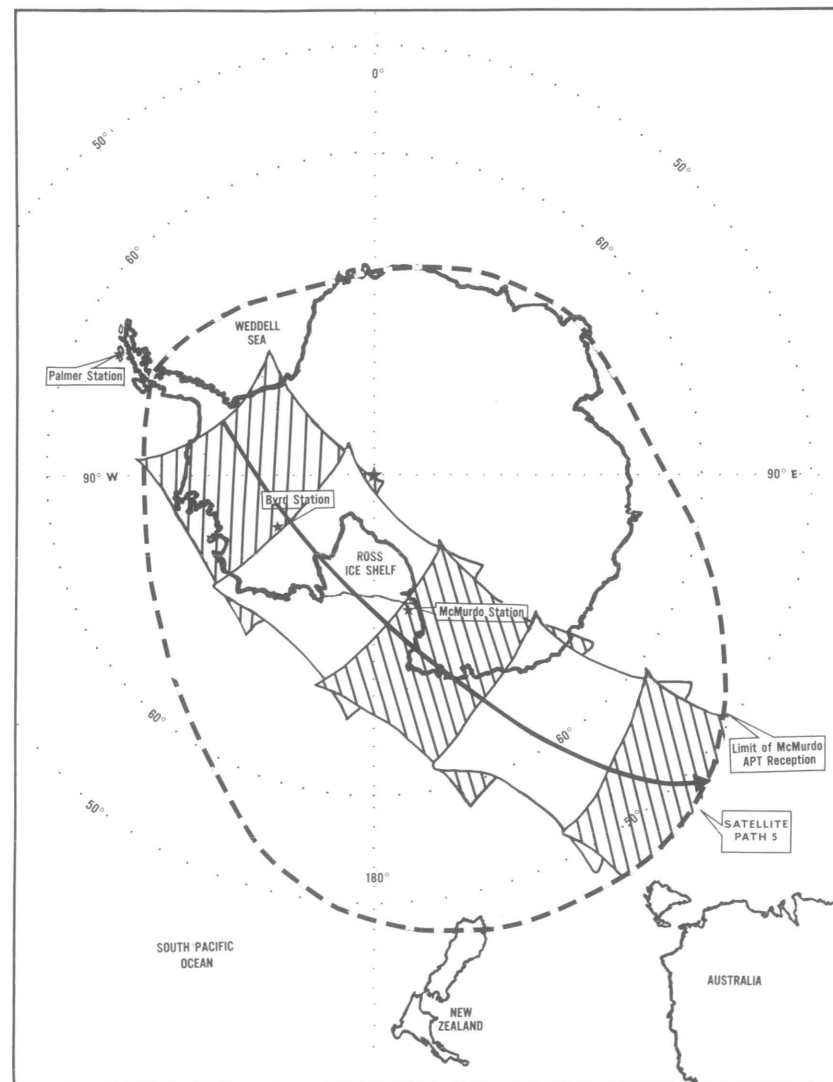 0°
50°
50°
60°
60°
WEDDELL
SEA
Palmer Station
90° W
90° E
Byrd Station
ROSS
ICE SHELF
McMurdo Station
60°
60°
Limit of McMurdo
APT Reception
50°
50°
SATELLITE
PATH 5
180°
SOUTH PACIFIC
OCEAN
AUSTRALIA
NEW
ZEALAND